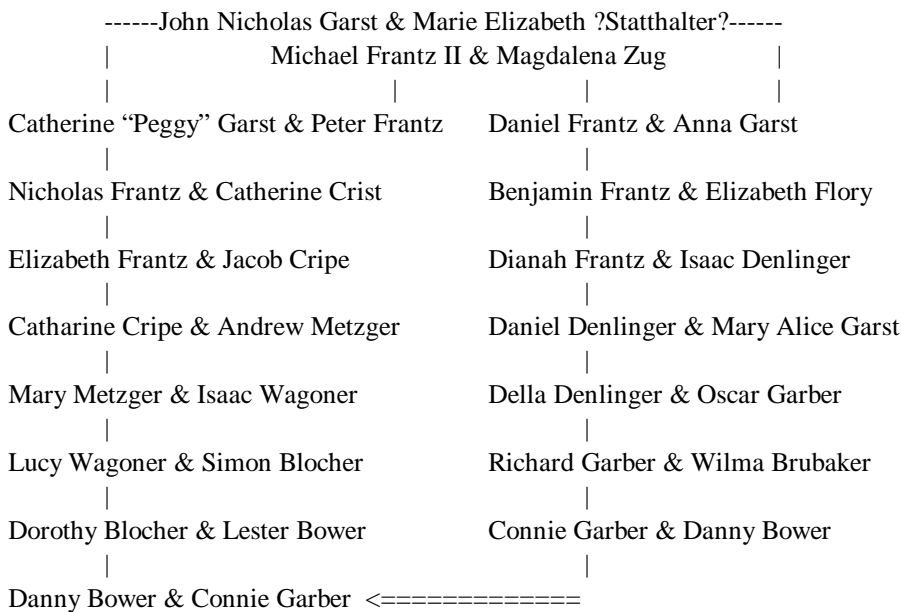 ------John Nicholas Garst & Marie Elizabeth ?Statthalter?------
| Michael Frantz II & Magdalena Zug |
| | | |
Catherine “Peggy” Garst & Peter Frantz Daniel Frantz & Anna Garst
| |
Nicholas Frantz & Catherine Crist Benjamin Frantz & Elizabeth Flory
| |
Elizabeth Frantz & Jacob Cripe Dianah Frantz & Isaac Denlinger
| |
Catharine Cripe & Andrew Metzger Daniel Denlinger & Mary Alice Garst
| |
Mary Metzger & Isaac Wagoner Della Denlinger & Oscar Garber
| |
Lucy Wagoner & Simon Blocher Richard Garber & Wilma Brubaker
| |
Dorothy Blocher & Lester Bower Connie Garber & Danny Bower
| |
Danny Bower & Connie Garber <=============